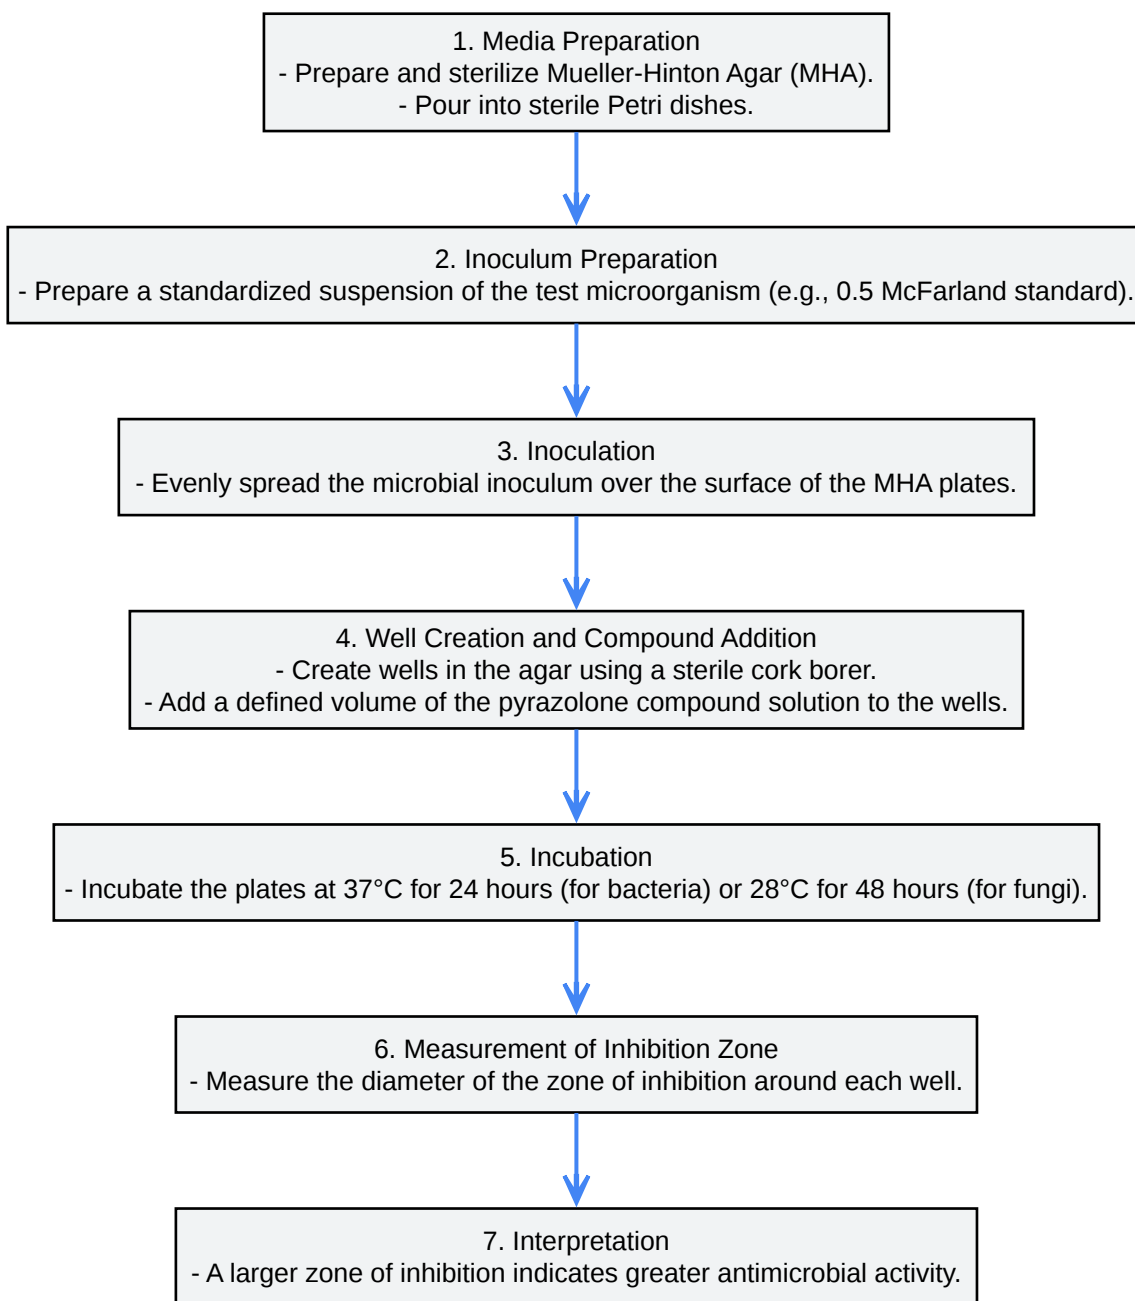 1. Media Preparation
- Prepare and sterilize Mueller-Hinton Agar (MHA).
- Pour into sterile Petri dishes.
2. Inoculum Preparation
- Prepare a standardized suspension of the test microorganism (e.g., 0.5 McFarland standard).
3. Inoculation
- Evenly spread the microbial inoculum over the surface of the MHA plates.
4. Well Creation and Compound Addition
- Create wells in the agar using a sterile cork borer.
- Add a defined volume of the pyrazolone compound solution to the wells.
5. Incubation
- Incubate the plates at 37°C for 24 hours (for bacteria) or 28°C for 48 hours (for fungi).
6. Measurement of Inhibition Zone
- Measure the diameter of the zone of inhibition around each well.
7. Interpretation
- A larger zone of inhibition indicates greater antimicrobial activity.